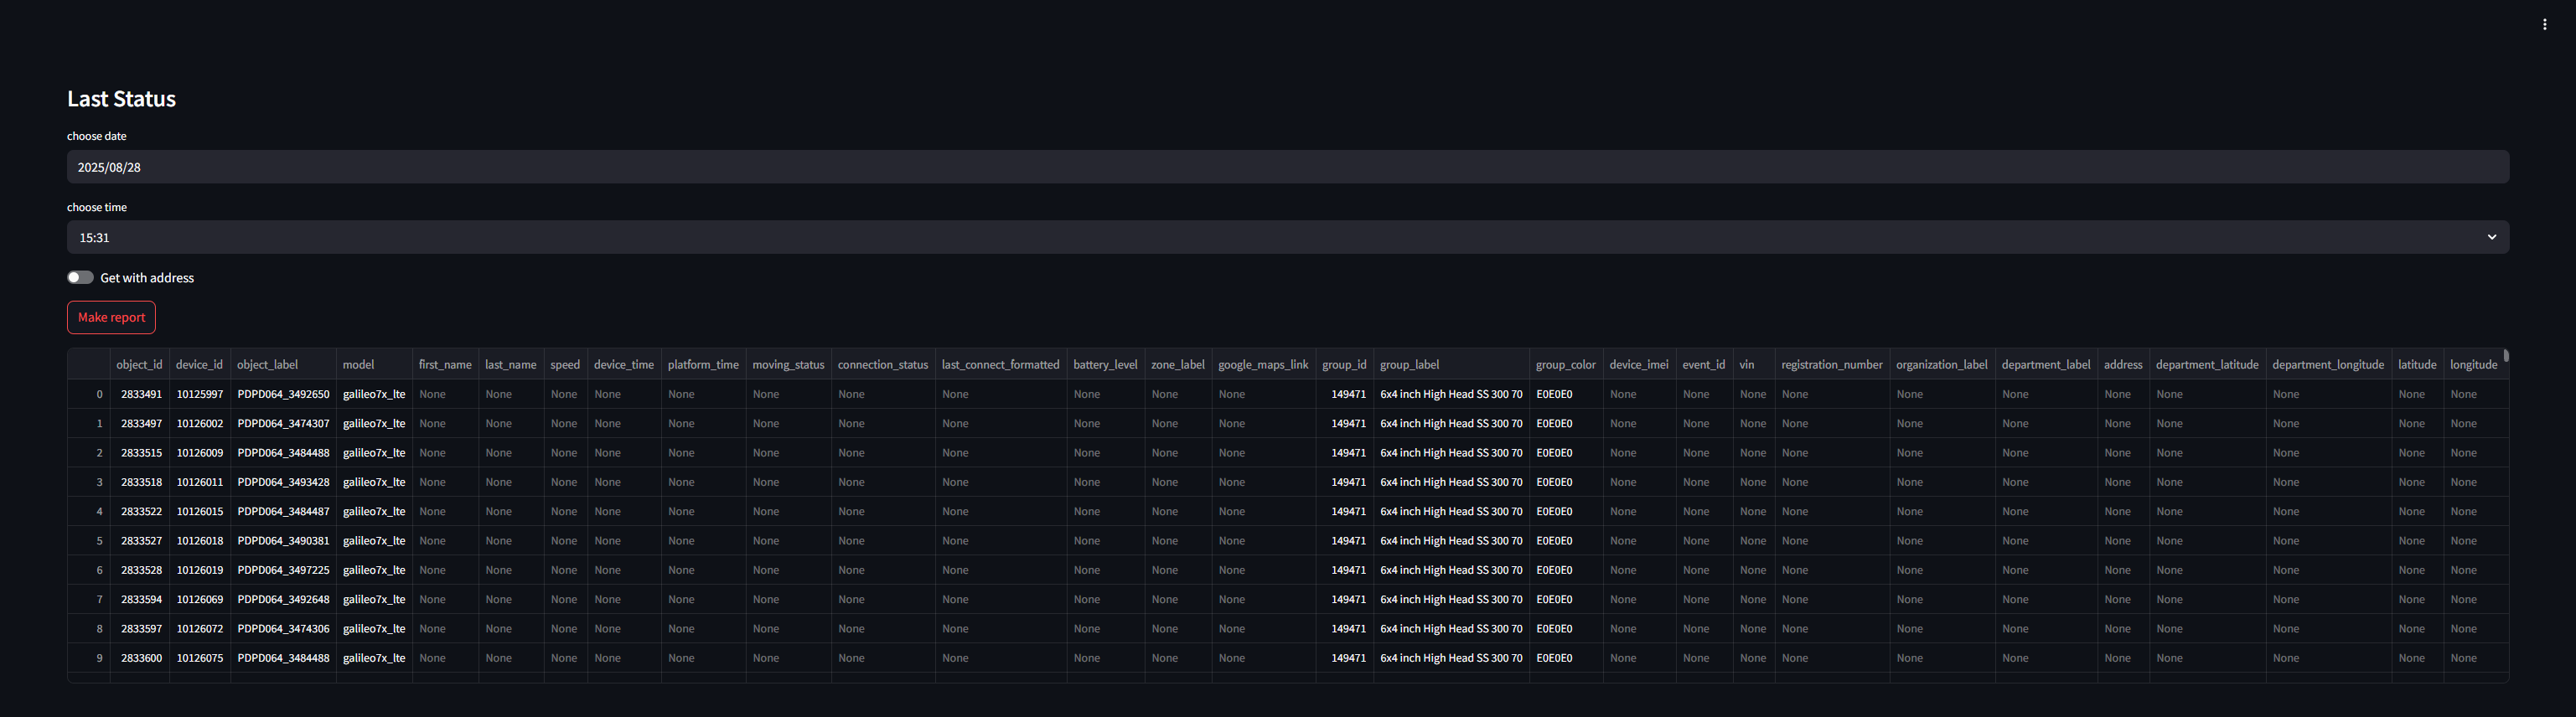 Last Status
choose date
2025/08/28
choose time
15:31
Get with address
Make report
object_id device_id object_label model first_name last_name speed device_time platform_time moving_status connection_status last_connect_formatted battery_level zone_label google_maps_link group_id group_label group_color device_imei event_id vin registration_number organization_label department_label address department_latitude department_longitude latitude longitude
0 2833491 10125997 PDPD064_3492650 galileo7x_lte None None None None None None None None None None None 149471 6x4 inch High Head SS 300 70 E0E0E0 None None None None None None None None None None None
1 2833497 10126002 PDPD064_3474307 galileo7x_lte None None None None None None None None None None None 149471 6x4 inch High Head SS 300 70 E0E0E0 None None None None None None None None None None None
2 2833515 10126009 PDPD064_3484488 galileo7x_lte None None None None None None None None None None None 149471 6x4 inch High Head SS 300 70 E0E0E0 None None None None None None None None None None None
3 2833518 10126011 PDPD064_3493428 galileo7x_lte None None None None None None None None None None None 149471 6x4 inch High Head SS 300 70 E0E0E0 None None None None None None None None None None None
4 2833522 10126015 PDPD064_3484487 galileo7x_lte None None None None None None None None None None None 149471 6x4 inch High Head SS 300 70 E0E0E0 None None None None None None None None None None None
5 2833527 10126018 PDPD064_3490381 galileo7x_lte None None None None None None None None None None None 149471 6x4 inch High Head SS 300 70 E0E0E0 None None None None None None None None None None None
6 2833528 10126019 PDPD064_3497225 galileo7x_lte None None None None None None None None None None None 149471 6x4 inch High Head SS 300 70 E0E0E0 None None None None None None None None None None None
7 2833594 10126069 PDPD064_3492648 galileo7x_lte None None None None None None None None None None None 149471 6x4 inch High Head SS 300 70 E0E0E0 None None None None None None None None None None None
8 2833597 10126072 PDPD064_3474306 galileo7x_lte None None None None None None None None None None None 149471 6x4 inch High Head SS 300 70 E0E0E0 None None None None None None None None None None None
9 2833600 10126075 PDPD064_3484488 galileo7x_lte None None None None None None None None None None None 149471 6x4 inch High Head SS 300 70 E0E0E0 None None None None None None None None None None None